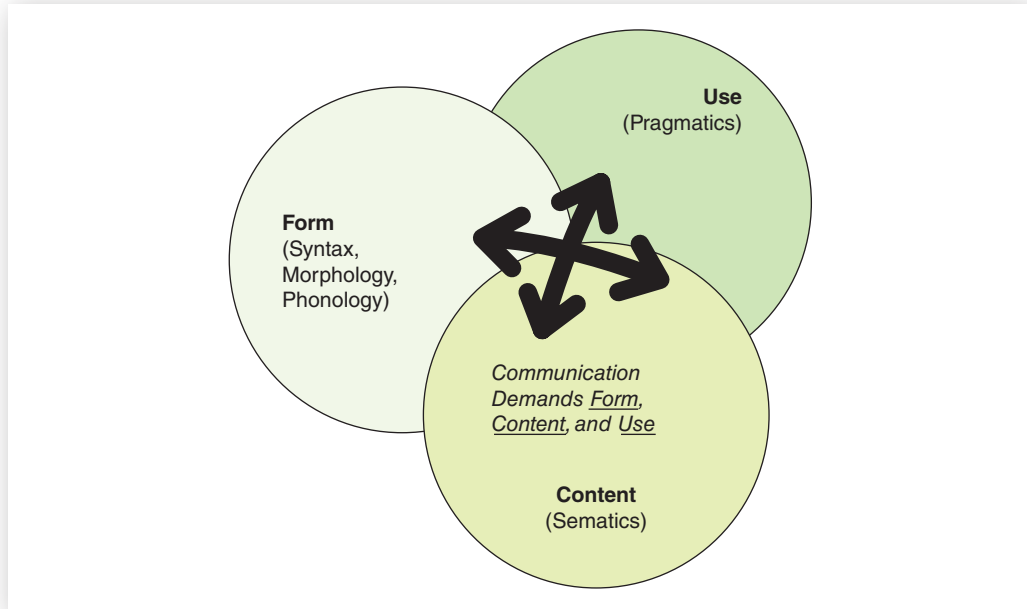 Use
(Pragmatics)
Form
(Syntax,
Morphology,
Phonology)
Communication
Demands Form,
Content, and Use
Content
(Sematics)